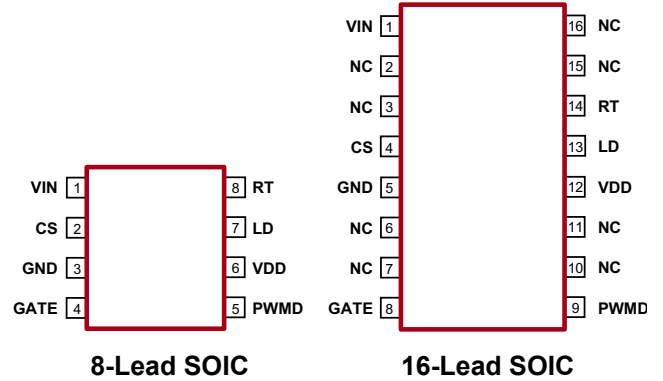 VIN 1
16 NC
NC 2
15 NC
NC 3
14 RT
CS 4
13 LD
GND 5
12 VDD
NC 6
11 NC
NC 7
10 NC
GATE 8
9 PWMD
16-Lead SOIC
VIN 1
8 RT
CS 2
7 LD
GND 3
6 VDD
GATE 4
5 PWMD
8-Lead SOIC